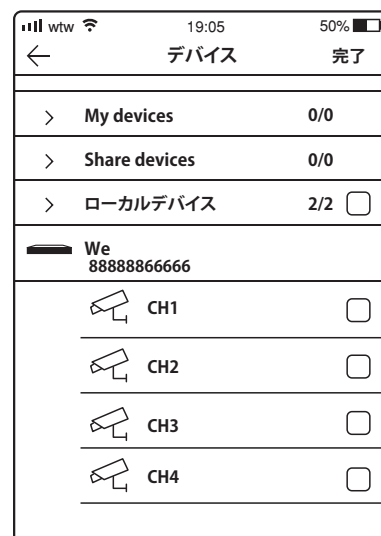 wtw 19:05 50%
デバイス 完了
My devices 0/0
Share devices 0/0
ローカルデバイス 2/2
We
88888866666
CH1
CH2
CH3
CH4